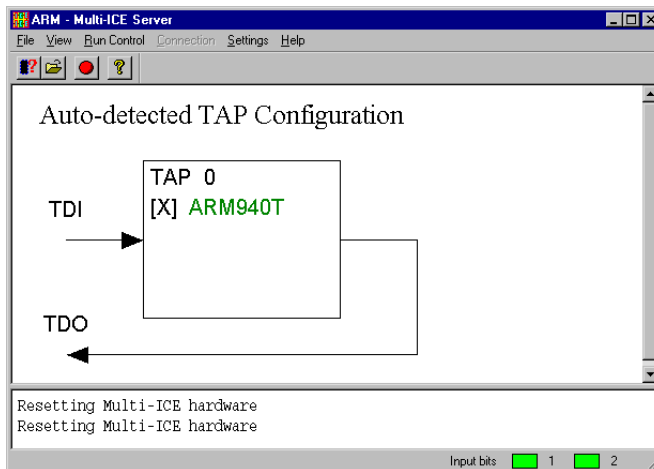 ARM - Multi-ICE Server
File View Run Control Connection Settings Help
Auto-detected TAP Configuration
TAP 0
[X] ARM940T
TDI
TDO
Resetting Multi-ICE hardware
Resetting Multi-ICE hardware
Input bits 1 2